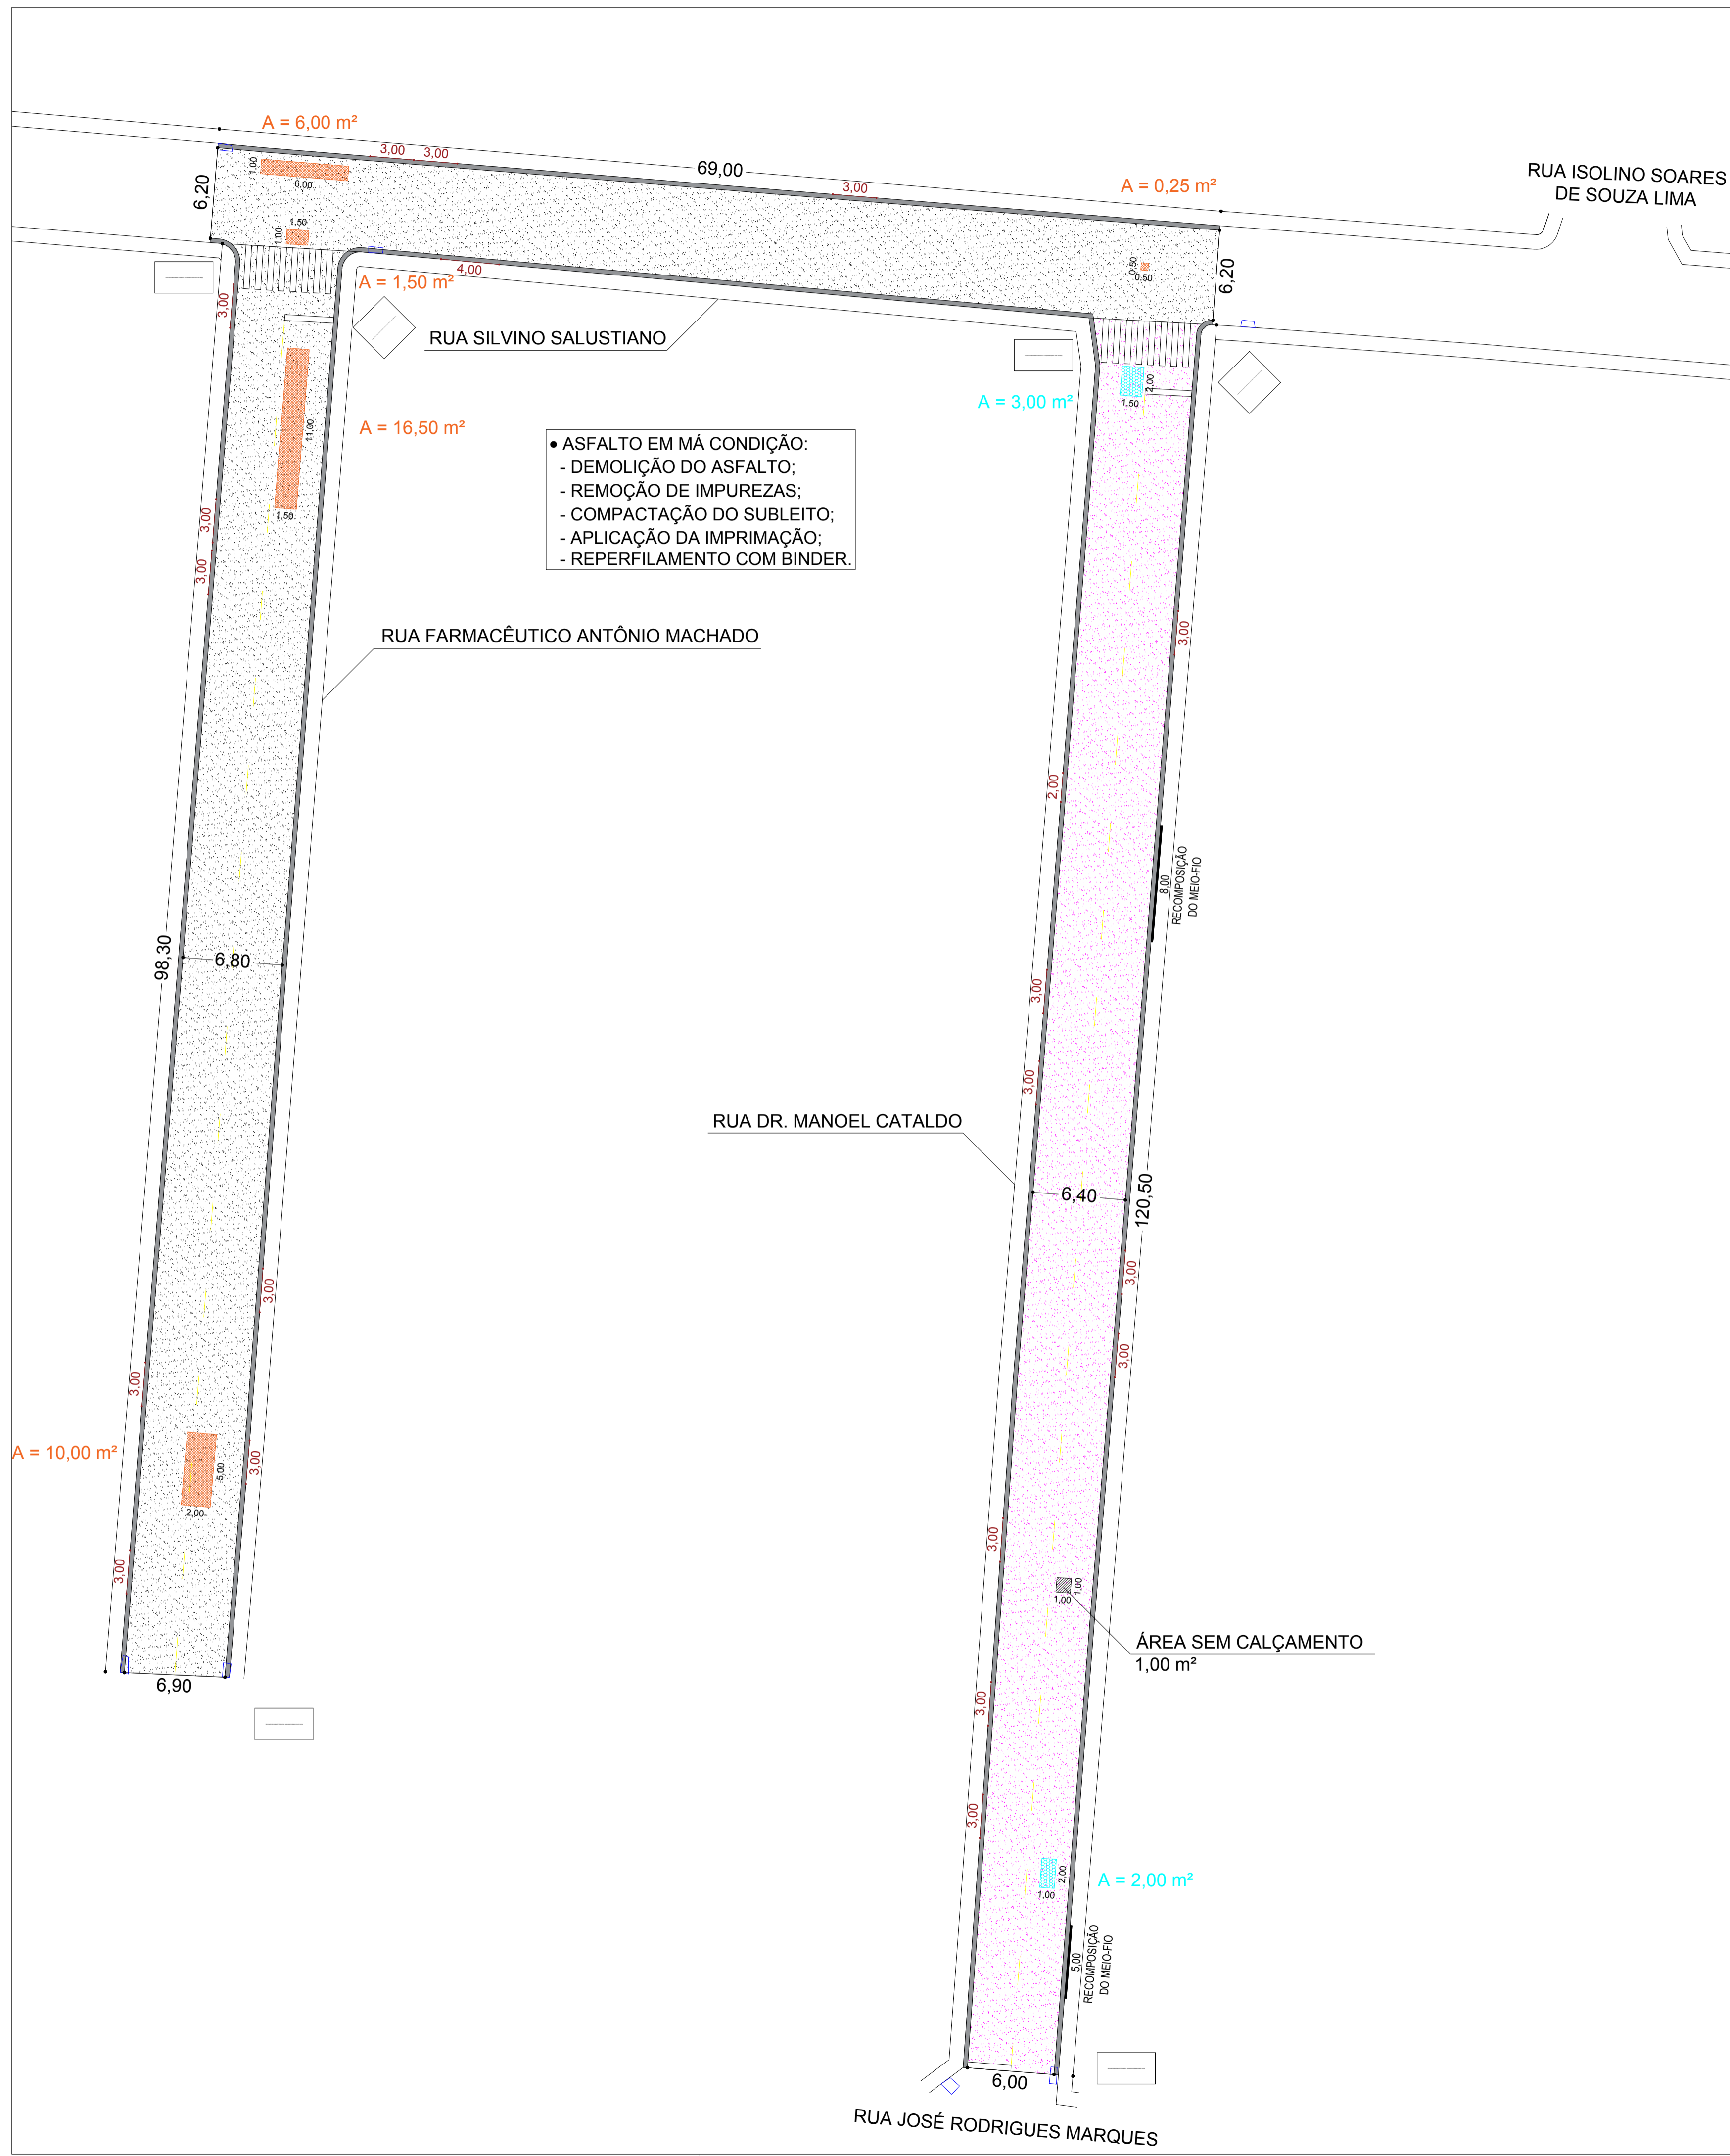 A = 6,00 m²
3,00
3,00
69,00
3,00
A = 0,25 m²
RUA ISOLINO SOARES
DE SOUZA LIMA
6,20
1,00
6,00
1,50
1,00
0,50
0,50
6,20
4,00
A = 1,50 m²
3,00
RUA SILVINO SALUSTIANO
2,00
1,50
A = 3,00 m²
A = 16,50 m²
11,00
1,50
● ASFALTO EM MÁ CONDIÇÃO:
- DEMOLIÇÃO DO ASFALTO;
- REMOÇÃO DE IMPUREZAS;
- COMPACTAÇÃO DO SUBLEITO;
- APLICAÇÃO DA IMPRIMAÇÃO;
- REPERFILAMENTO COM BINDER.
3,00
3,00
RUA FARMACÊUTICO ANTÔNIO MACHADO
3,00
2,00
8,00
RECOMPOSIÇÃO
DO MEIO-FIO
98,30
6,80
3,00
3,00
RUA DR. MANOEL CATALDO
6,40
120,50
3,00
3,00
3,00
3,00
A = 10,00 m²
5,00
2,00
3,00
3,00
3,00
1,00
1,00
ÁREA SEM CALÇAMENTO
1,00 m²
6,90
3,00
3,00
2,00
1,00
A = 2,00 m²
5,00
RECOMPOSIÇÃO
DO MEIO-FIO
6,00
RUA JOSÉ RODRIGUES MARQUES